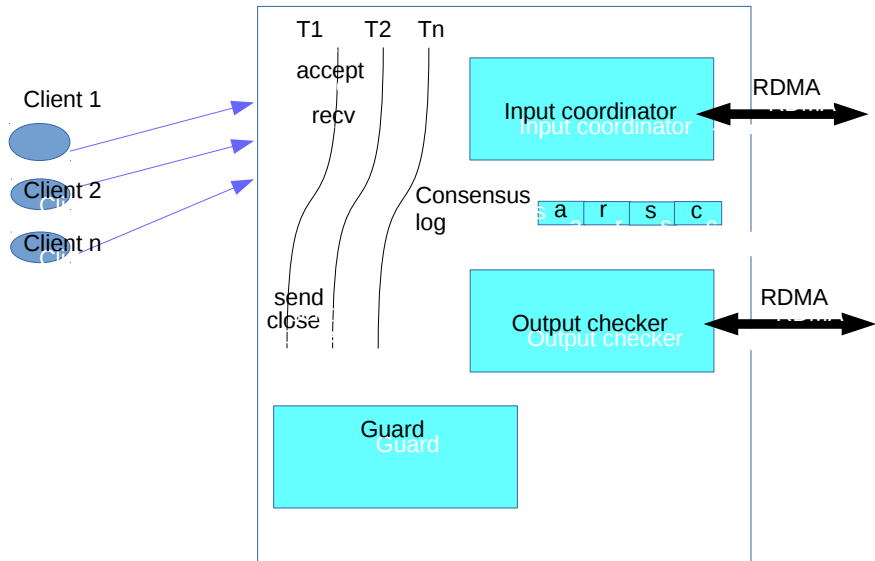 T1 T2 Tn
accept
recv
Client 1
Client 2
Client n
Input coordinator
RDMA
Consensus
log
a r s c
send
close
Output checker
RDMA
Guard